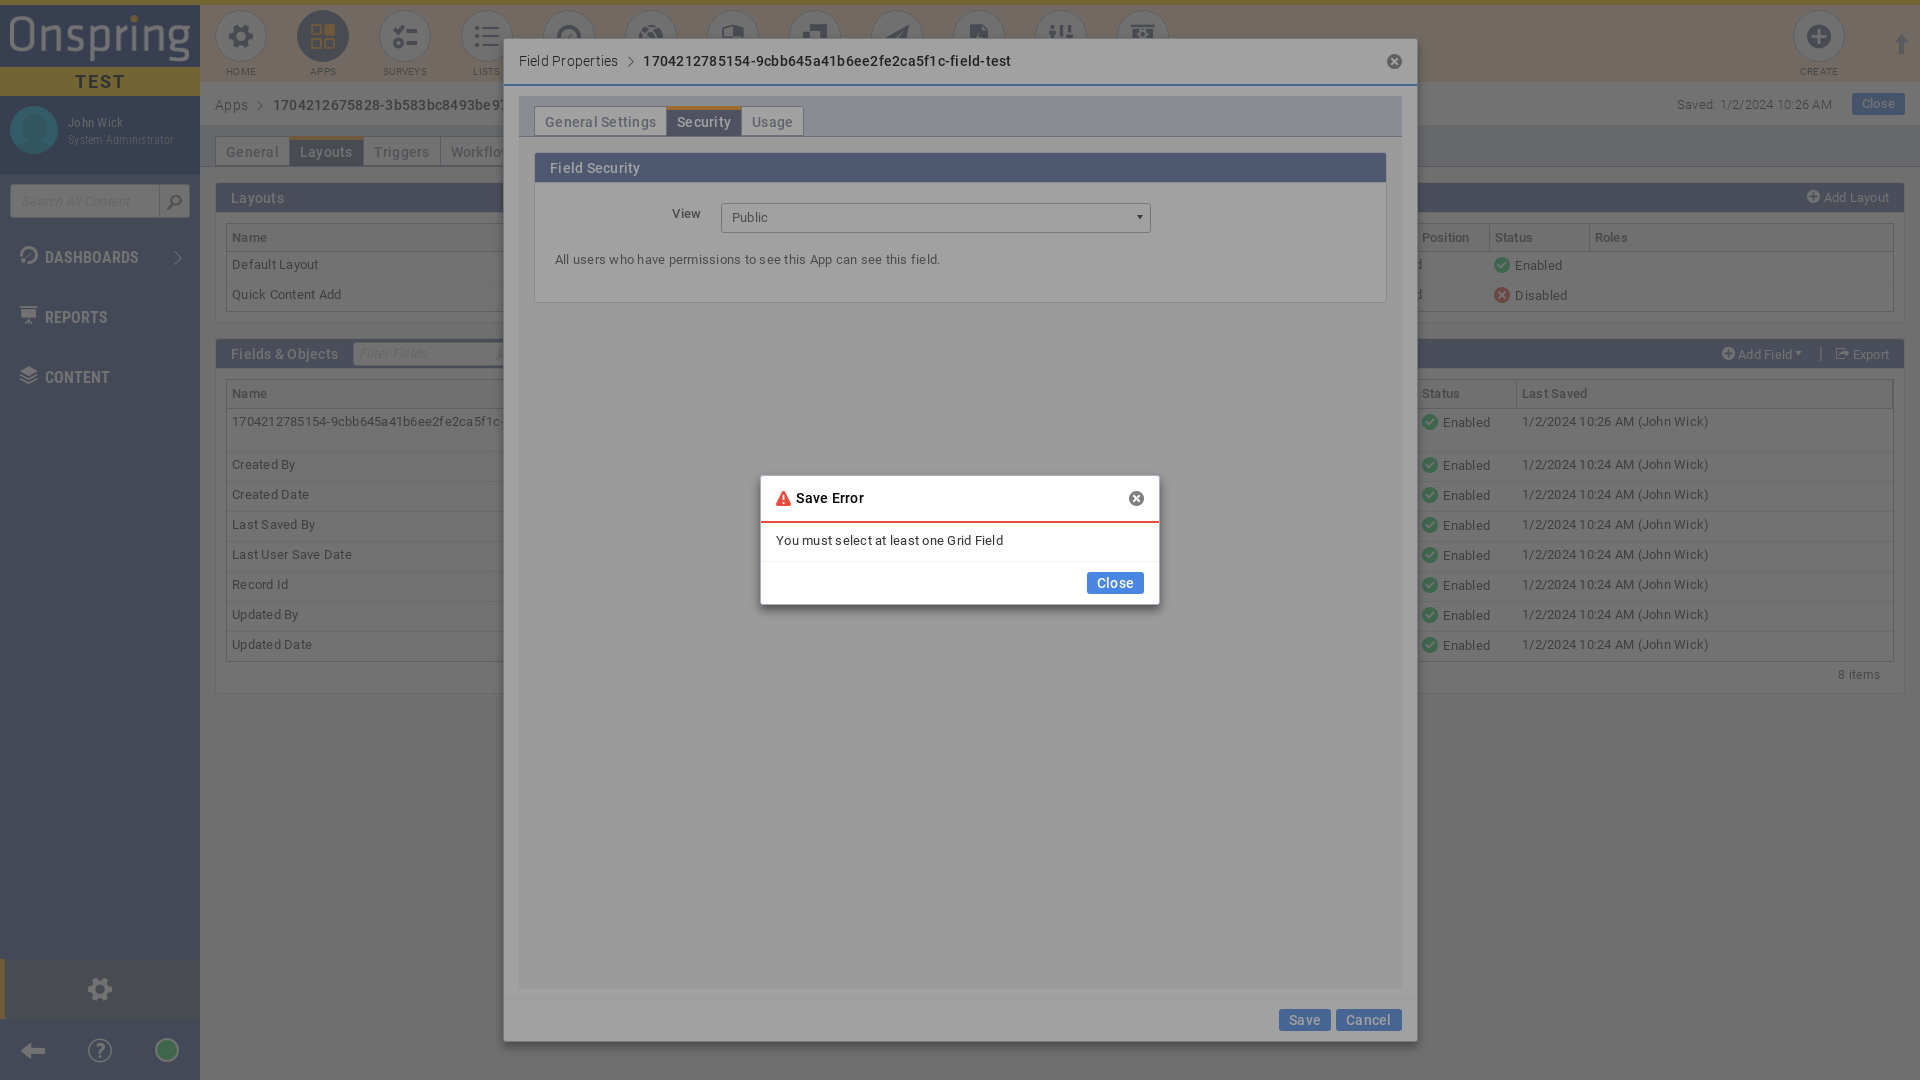 Onspring
TEST
John Wick
System Administrator
Search All Content
DASHBOARDS
REPORTS
CONTENT
HOME
APPS
SURVEYS
LISTS
CREATE
Apps
1704212675828-3b583bc8493be97
Saved: 1/2/2024 10:26 AM
Close
General
Layouts
Triggers
Workflow
Layouts
Add Layout
Name
Position
Status
Roles
Default Layout
Enabled
Quick Content Add
Disabled
Fields & Objects
Filter Fields
Add Field
Export
Name
Status
Last Saved
1704212785154-9cbb645a41b6ee2fe2ca5f1c-
Enabled
1/2/2024 10:26 AM (John Wick)
Created By
Enabled
1/2/2024 10:24 AM (John Wick)
Created Date
Enabled
1/2/2024 10:24 AM (John Wick)
Last Saved By
Enabled
1/2/2024 10:24 AM (John Wick)
Last User Save Date
Enabled
1/2/2024 10:24 AM (John Wick)
Record Id
Enabled
1/2/2024 10:24 AM (John Wick)
Updated By
Enabled
1/2/2024 10:24 AM (John Wick)
Updated Date
Enabled
1/2/2024 10:24 AM (John Wick)
8 items
Field Properties
1704212785154-9cbb645a41b6ee2fe2ca5f1c-field-test
General Settings
Security
Usage
Field Security
View
Public
All users who have permissions to see this App can see this field.
Save Error
You must select at least one Grid Field
Close
Save
Cancel